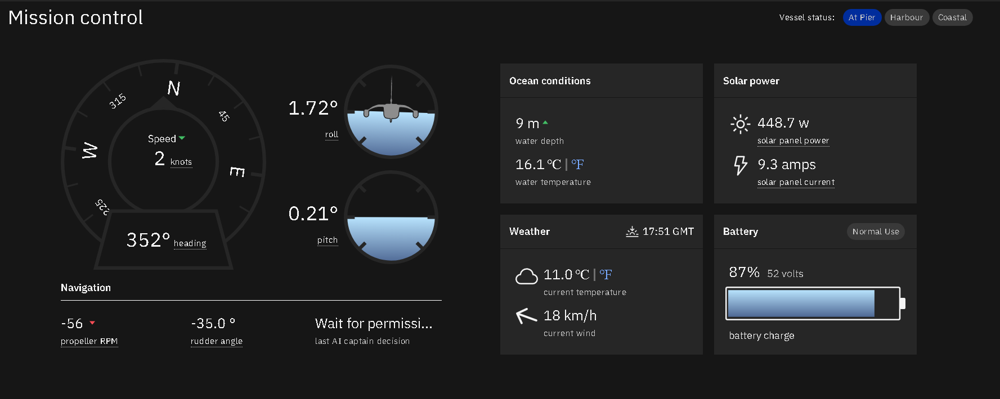 Mission control
Vessel status: At Pier Harbour Coastal
N
45
E
225
W
315
Speed
2 knots
352° heading
1.72°
roll
0.21°
pitch
Navigation
-56
propeller RPM
-35.0 °
rudder angle
Wait for permissi...
last AI captain decision
Ocean conditions
9 m
water depth
16.1 °C | °F
water temperature
Solar power
448.7 w
solar panel power
9.3 amps
solar panel current
Weather 17:51 GMT
11.0 °C | °F
current temperature
18 km/h
current wind
Battery Normal Use
87% 52 volts
battery charge